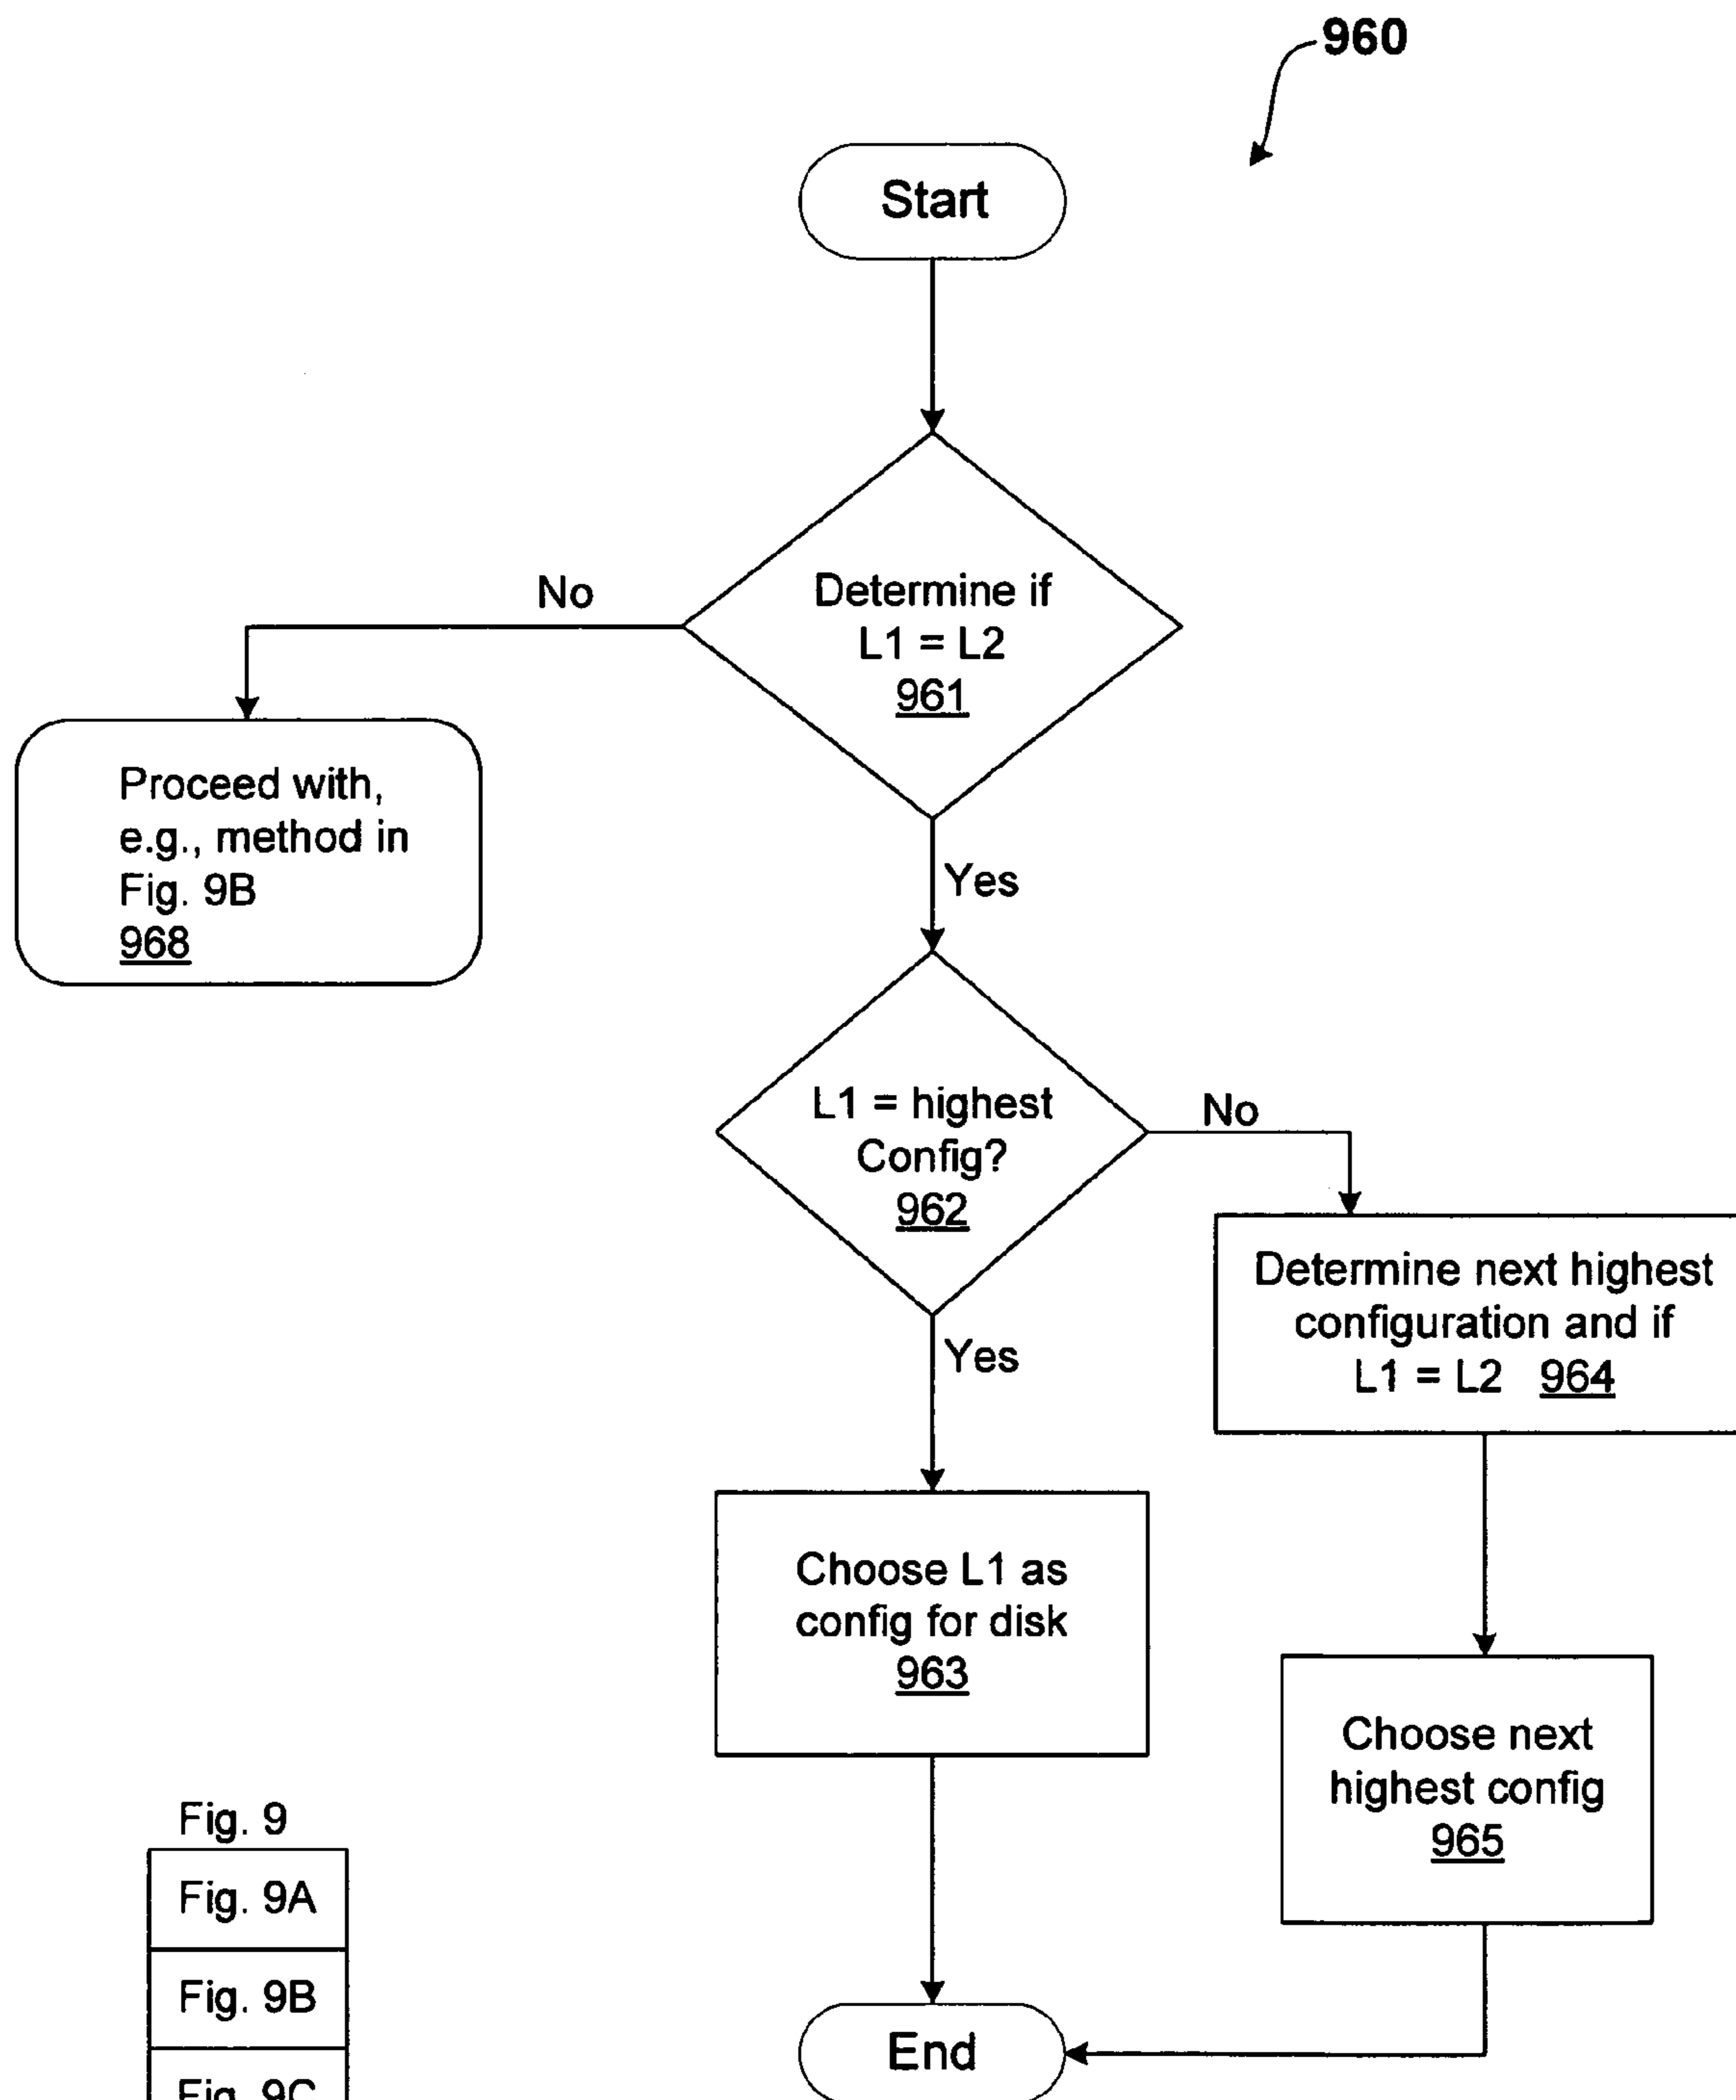 960
Start
Determine if
L1 = L2
961
No
Proceed with,
e.g., method in
Fig. 9B
968
Yes
L1 = highest
Config?
962
No
Determine next highest
configuration and if
L1 = L2 964
Yes
Choose L1 as
config for disk
963
Choose next
highest config
965
End
Fig. 9
Fig. 9A
Fig. 9B
Fig. 9C